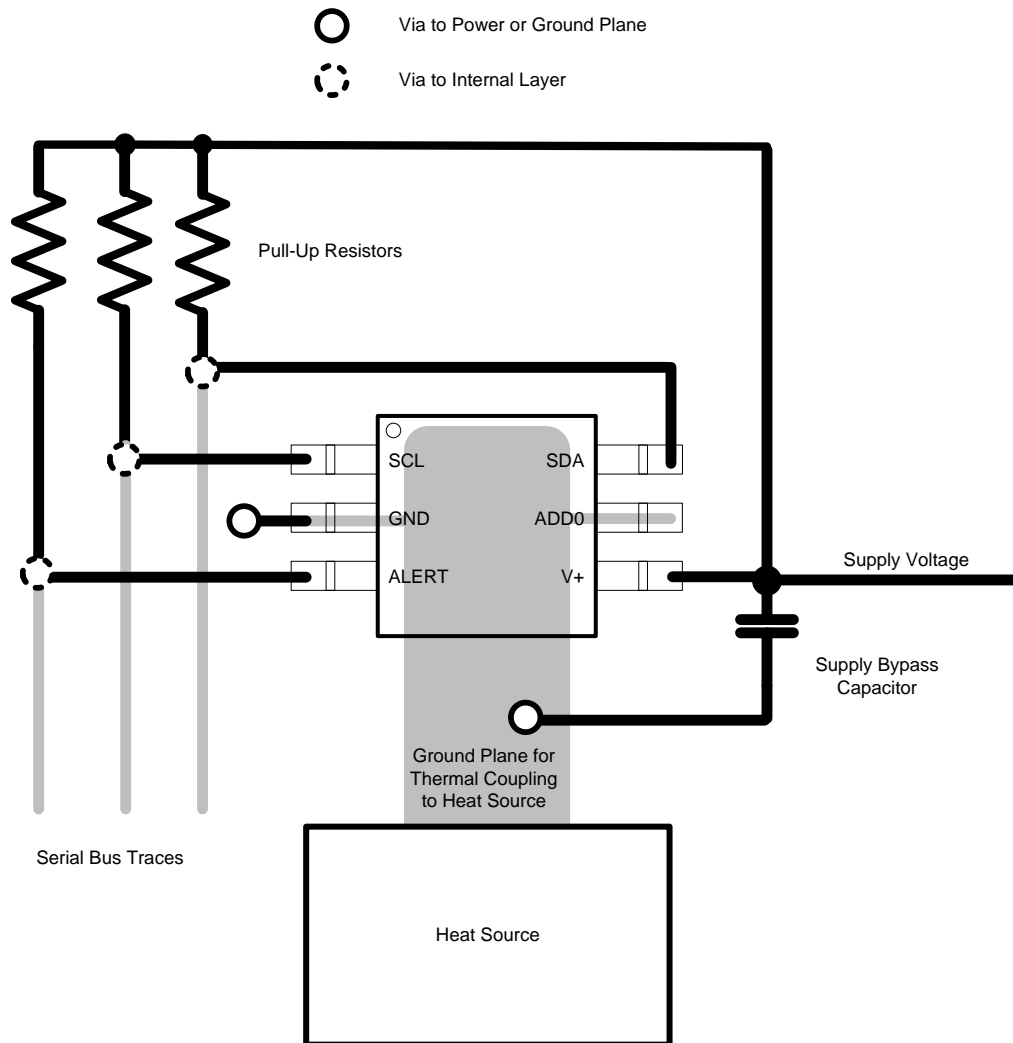 Via to Power or Ground Plane
Via to Internal Layer
Pull-Up Resistors
SCL
SDA
GND
ADD0
ALERT
V+
Supply Voltage
Supply Bypass
Capacitor
Ground Plane for
Thermal Coupling
to Heat Source
Serial Bus Traces
Heat Source